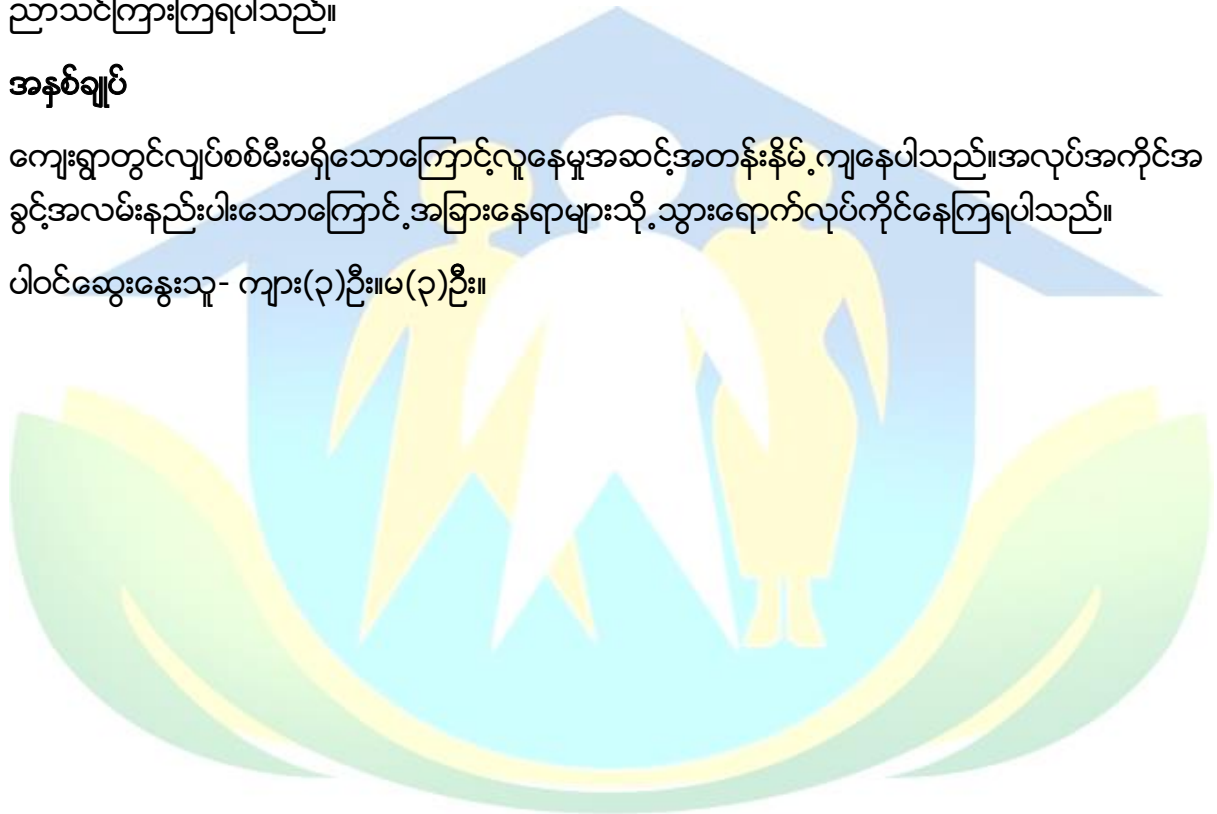 ညာသင်ကြားကြရပါသည်။
အနှစ်ချုပ်
ကျေးရွာတွင်လျှပ်စစ်မီးမရှိသောကြောင့်လူနေမှုအဆင့်အတန်းနိမ့်ကျနေပါသည်။အလုပ်အကိုင်အ
ခွင့်အလမ်းနည်းပါးသောကြောင့်အခြားနေရာများသို့သွားရောက်လုပ်ကိုင်နေကြရပါသည်။
ပါဝင်ဆွေးနွေးသူ- ကျား(၃)ဦး။မ(၃)ဦး။